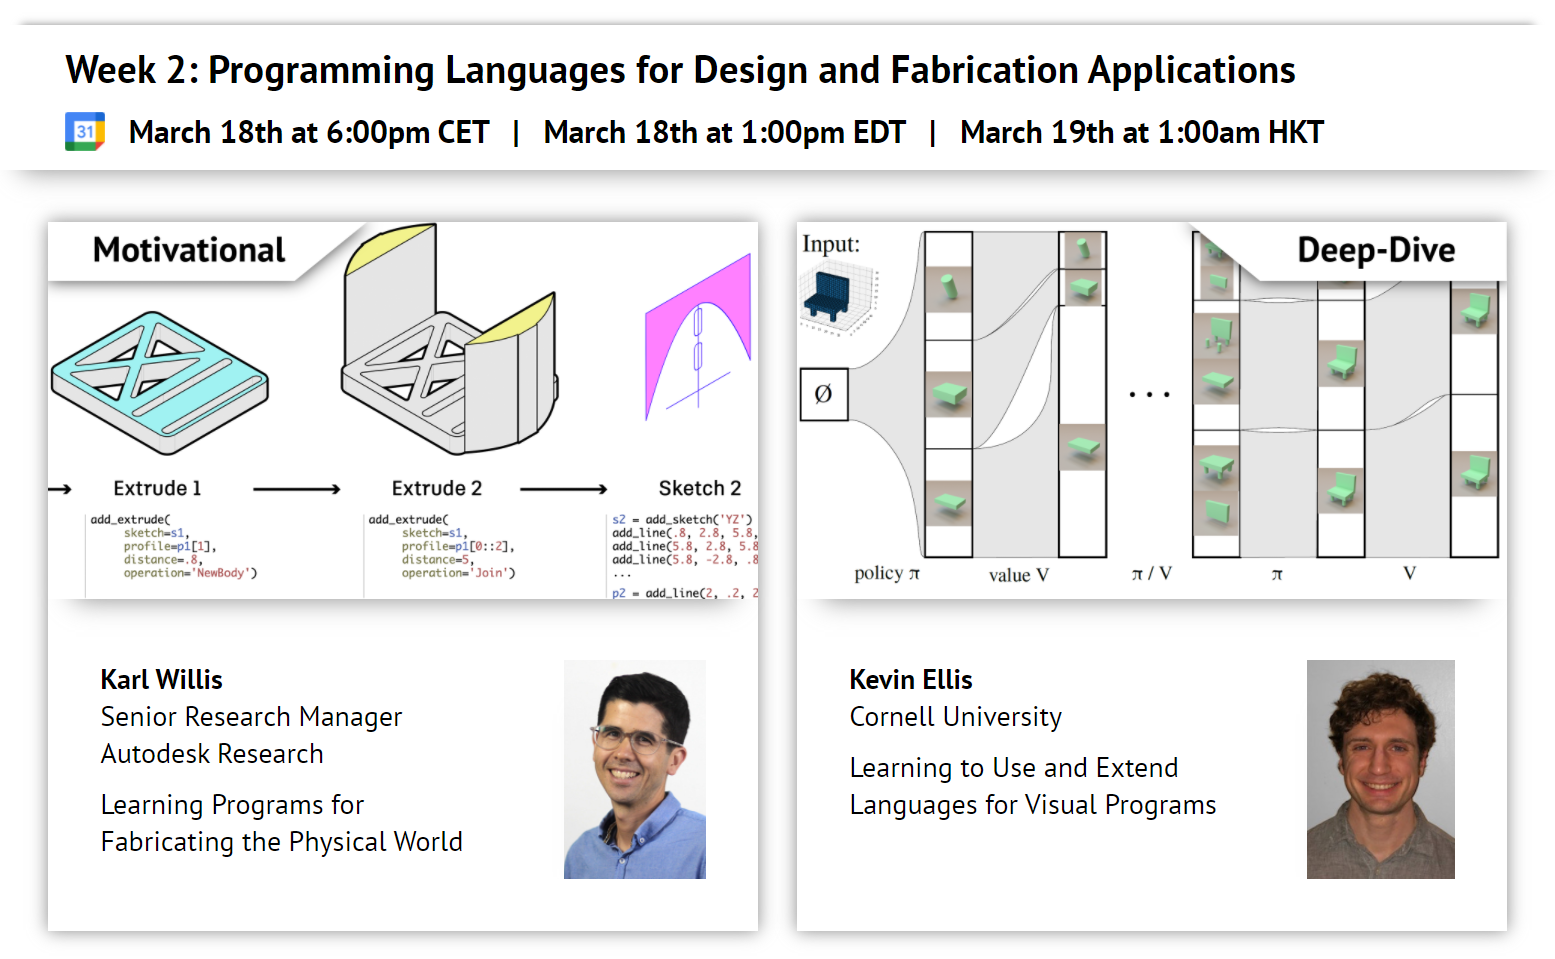 Week 2: Programming Languages for Design and Fabrication Applications
31 March 18th at 6:00pm CET | March 18th at 1:00pm EDT | March 19th at 1:00am HKT
Motivational
Extrude 1
Extrude 2
Sketch 2
add_extrude(
sketch=s1,
profile=p1[1],
distance=.8,
operation='NewBody')
add_extrude(
sketch=s1,
profile=p1[0::2],
distance=5,
operation='Join')
s2 = add_sketch('YZ')
add_line(.8, 2.8, 5.8,
add_line(5.8, 2.8, 5.8
add_line(5.8, -2.8, .8
...
p2 = add_line(2, .2, 2
Karl Willis
Senior Research Manager
Autodesk Research
Learning Programs for
Fabricating the Physical World
Deep-Dive
Input:
Ø
...
policy π
value V
π / V
π
V
Kevin Ellis
Cornell University
Learning to Use and Extend
Languages for Visual Programs